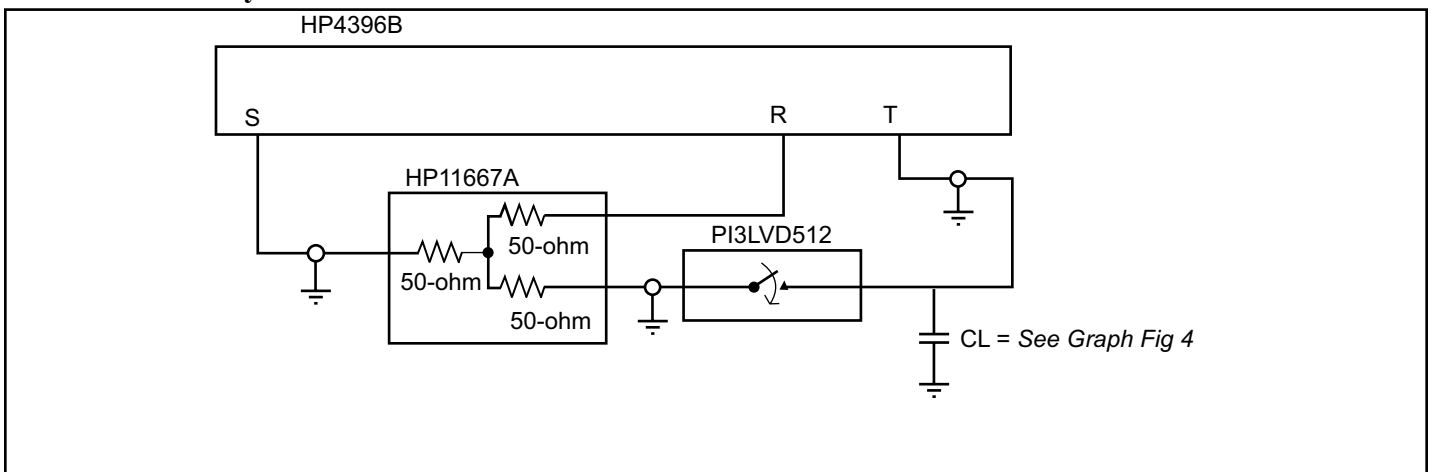 HP4396B
S
R
T
HP11667A
50-ohm
50-ohm
50-ohm
PI3LVD512
CL = See Graph Fig 4